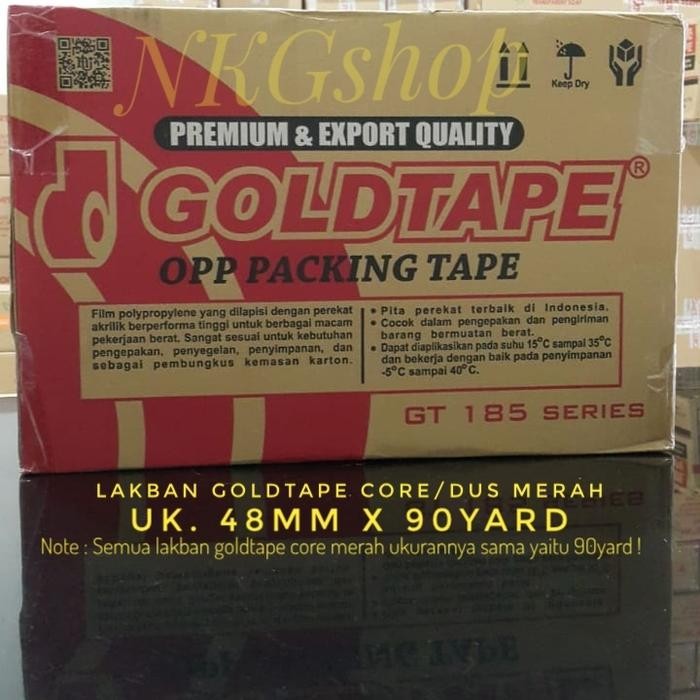 NKGshop
Keep Dry
PREMIUM & EXPORT QUALITY
GOLDTAPE®
OPP PACKING TAPE
Film polypropylene yang dilapisi dengan perekat
akrilik berperforma tinggi untuk berbagai macam
pekerjaan berat. Sangat sesuai untuk kebutuhan
pengepakan, penyegelan, penyimpanan, dan
sebagai pembungkus kemasan karton.
• Pita perekat terbaik di Indonesia.
• Cocok dalam pengepakan dan pengiriman
barang bermuatan berat.
• Dapat diaplikasikan pada suhu 15°C sampai 35°C
dan bekerja dengan baik pada penyimpanan
-5°C sampai 40°C.
GT 185 SERIES
LAKBAN GOLDTAPE CORE/DUS MERAH
UK. 48MM X 90YARD
Note : Semua lakban goldtape core merah ukurannya sama yaitu 90yard !